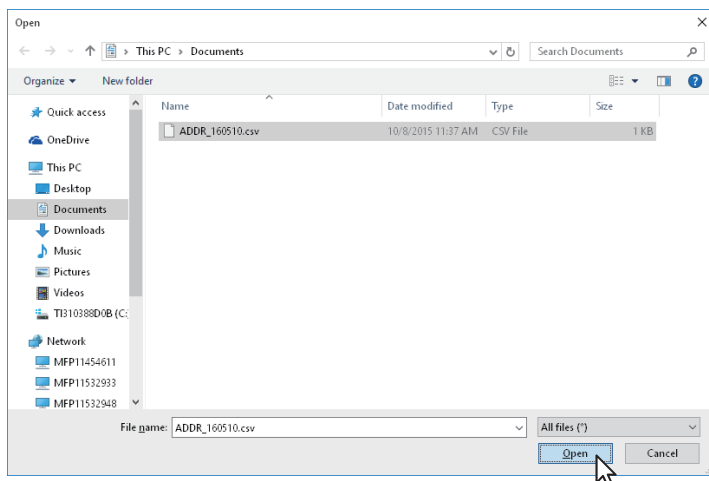 Open
This PC > Documents
Search Documents
Organize
New folder
Name
Date modified
Type
Size
Quick access
ADDR_160510.csv
10/8/2015 11:37 AM
CSV File
1 KB
OneDrive
This PC
Desktop
Documents
Downloads
Music
Pictures
Videos
TI310388D0B (C:
Network
MFP11454611
MFP11532933
MFP11532948
File name: ADDR_160510.csv
All files (*)
Open
Cancel